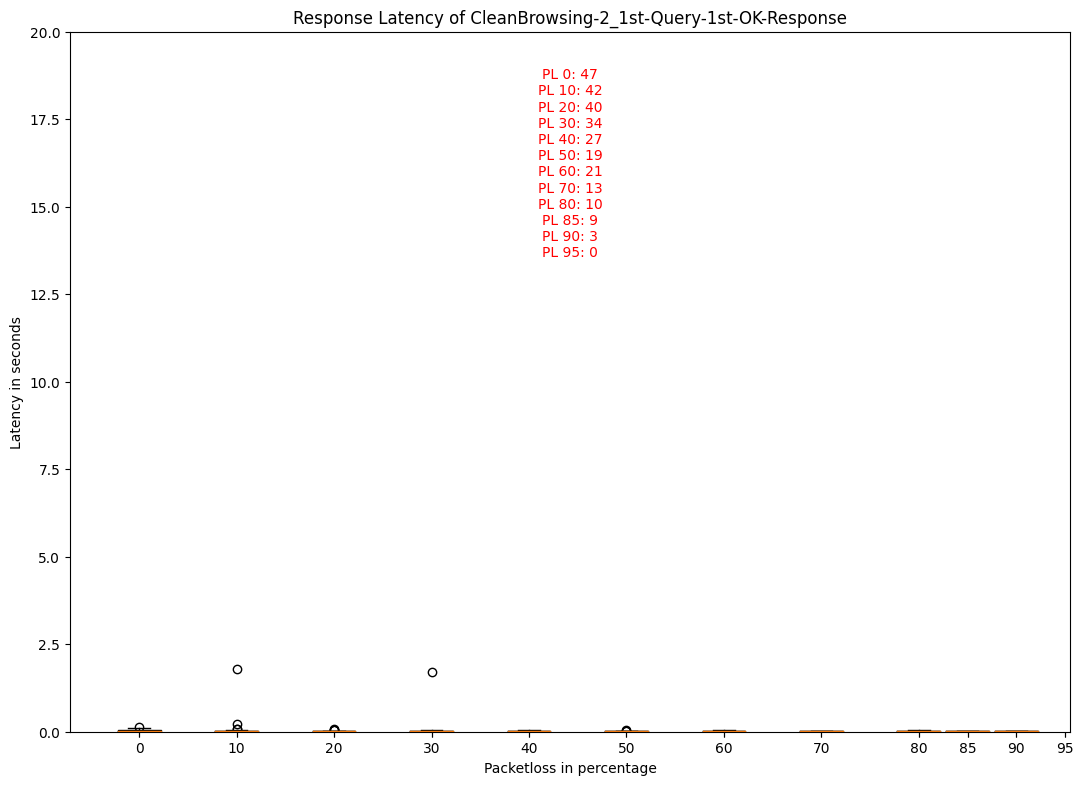 Response Latency of CleanBrowsing-2_1st-Query-1st-OK-Response
20.0
17.5
15.0
12.5
10.0
7.5
5.0
2.5
0.0
Latency in seconds
PL 0: 47
PL 10: 42
PL 20: 40
PL 30: 34
PL 40: 27
PL 50: 19
PL 60: 21
PL 70: 13
PL 80: 10
PL 85: 9
PL 90: 3
PL 95: 0
0 10 20 30 40 50 60 70 80 85 90 95
Packetloss in percentage